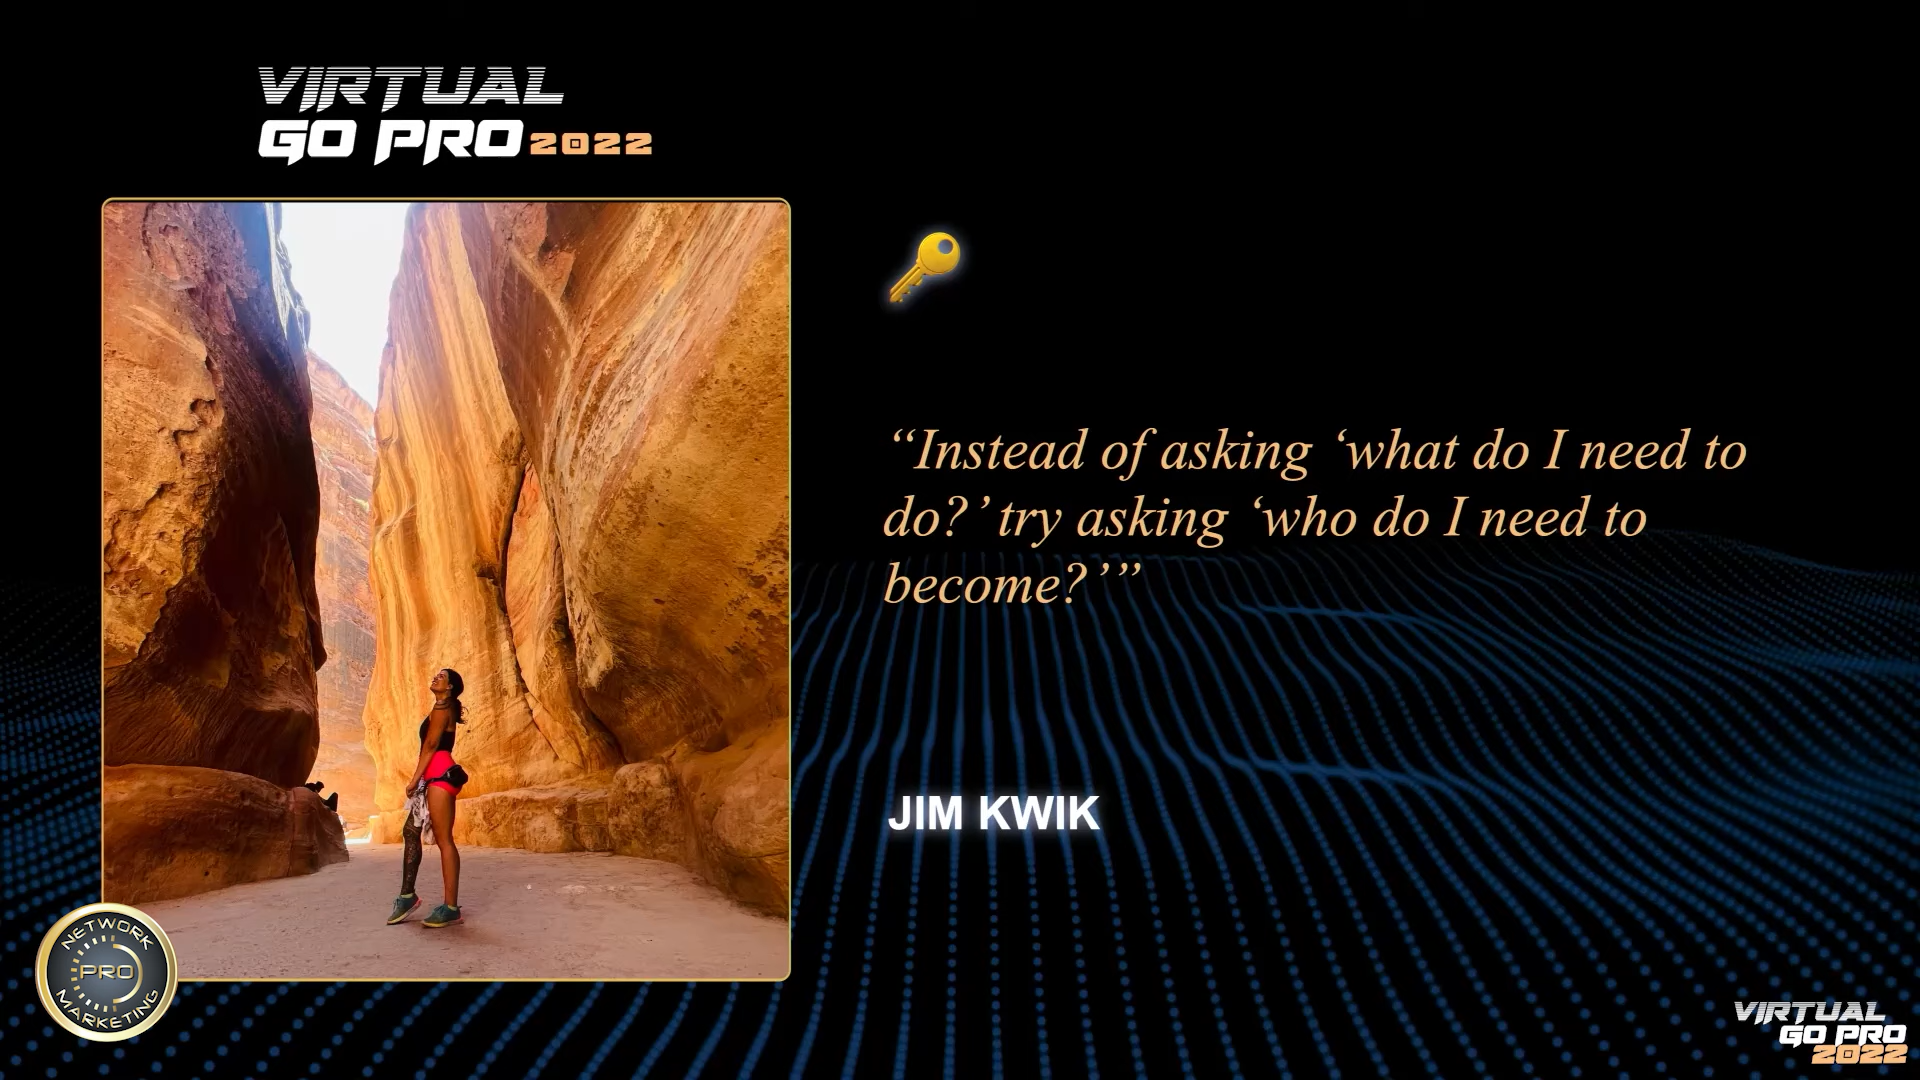 VIRTUAL
GO PRO 2022
“Instead of asking ‘what do I need to
do?’ try asking ‘who do I need to
become?’”
JIM KWIK
NETWORK
PRO
MARKETING
VIRTUAL
GO PRO
2022